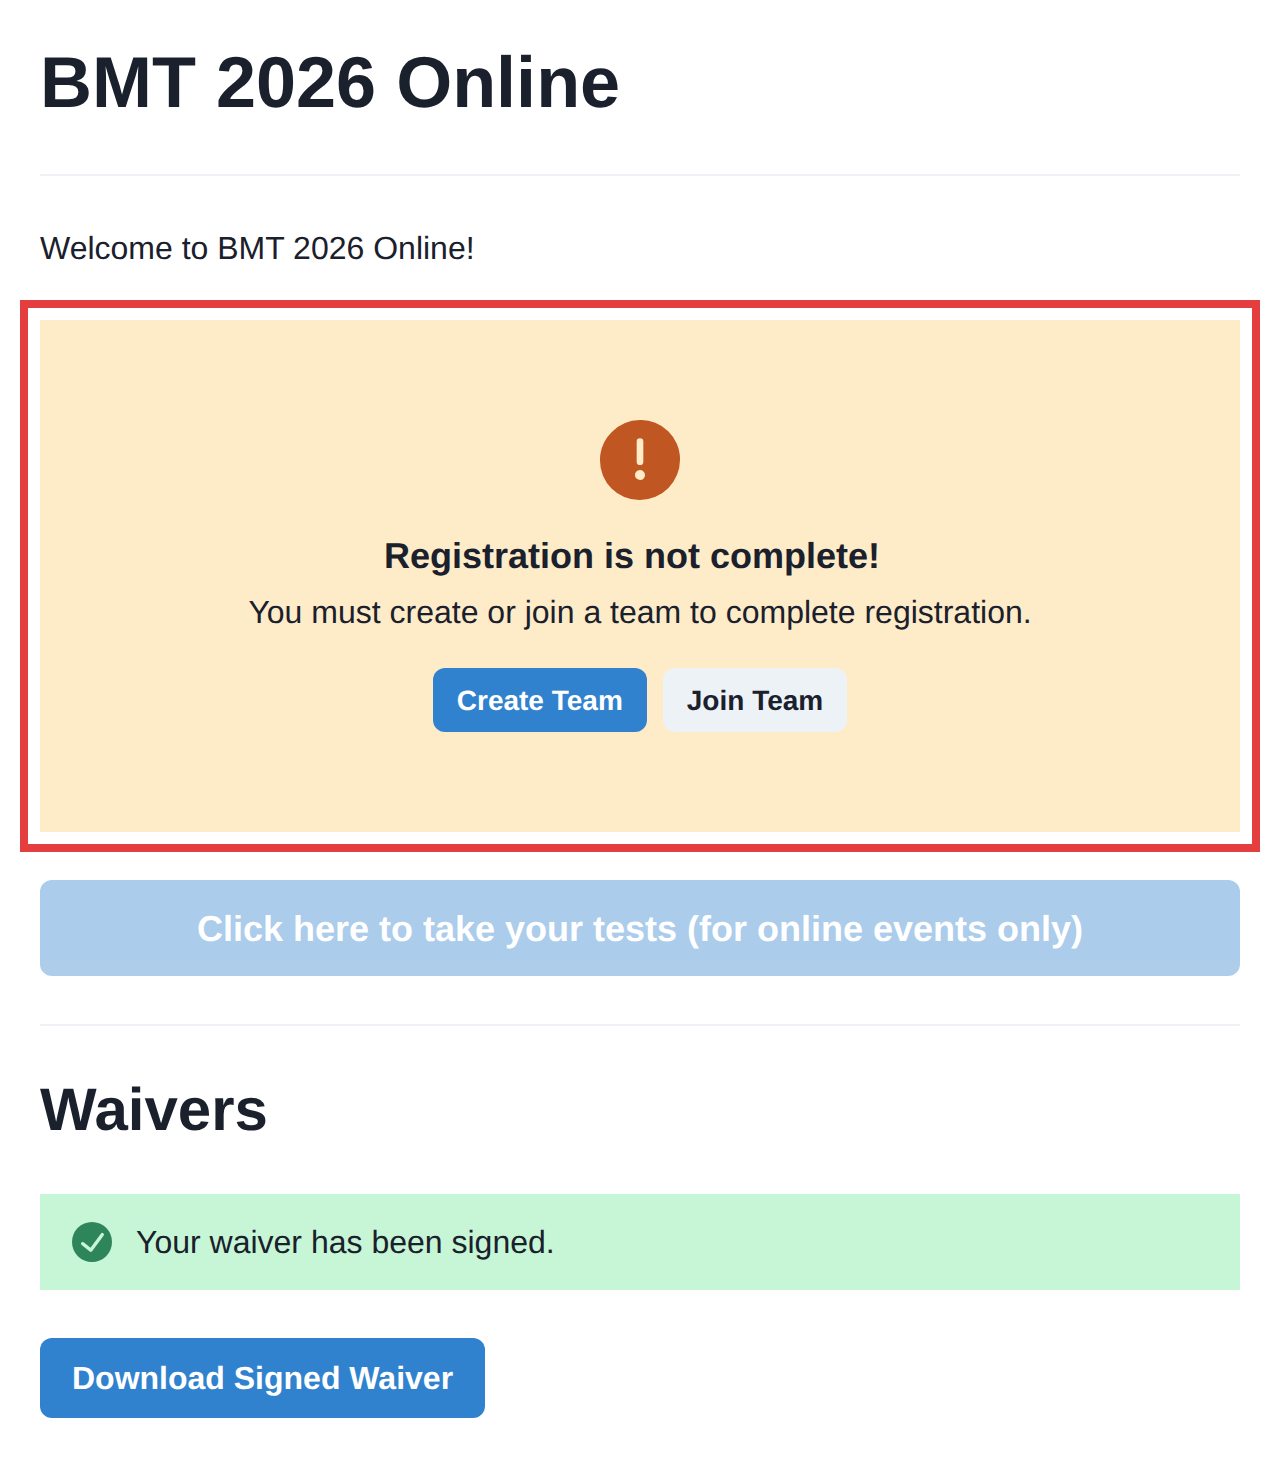 BMT 2026 Online
Welcome to BMT 2026 Online!
Registration is not complete!
You must create or join a team to complete registration.
Create Team
Join Team
Click here to take your tests (for online events only)
Waivers
Your waiver has been signed.
Download Signed Waiver